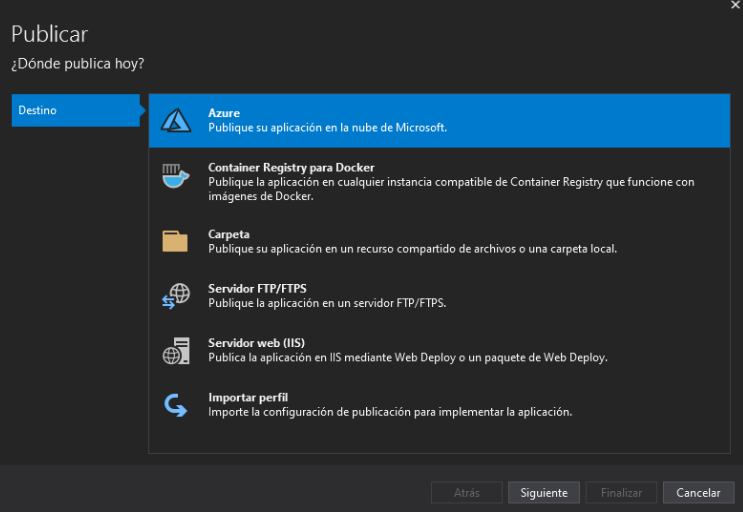 Publicar
¿Dónde publica hoy?
Destino
Azure
Publique su aplicación en la nube de Microsoft.
Container Registry para Docker
Publique la aplicación en cualquier instancia compatible de Container Registry que funcione con
imágenes de Docker.
Carpeta
Publique su aplicación en un recurso compartido de archivos o una carpeta local.
Servidor FTP/FTPS
Publique la aplicación en un servidor FTP/FTPS.
Servidor web (IIS)
Publica la aplicación en IIS mediante Web Deploy o un paquete de Web Deploy.
Importar perfil
Importe la configuración de publicación para implementar la aplicación.
Atrás
Siguiente
Finalizar
Cancelar